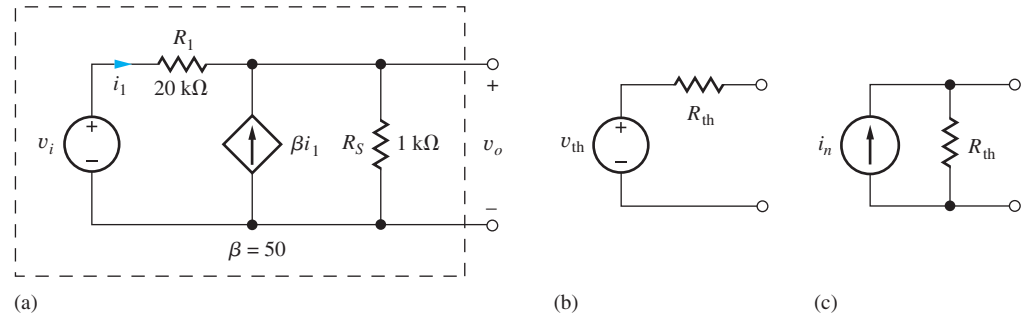 R1
i1
20 kΩ
+
vi
−
βi1
RS
1 kΩ
+
vo
−
β = 50
(a)
Rth
+
vth
−
(b)
in
Rth
(c)